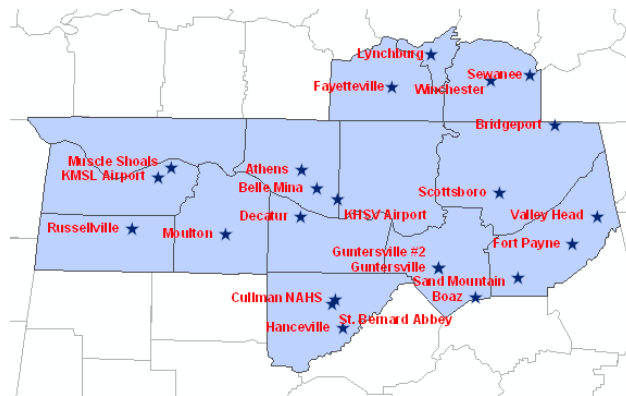 Lynchburg
Sewanee
Fayetteville
Winchester
Bridgeport
Muscle Shoals
KMSL Airport
Athens
Belle Mina
Scottsboro
Decatur
KHSV Airport
Valley Head
Russellville
Moulton
Fort Payne
Guntersville #2
Guntersville
Sand Mountain
Boaz
Cullman NAHS
St. Bernard Abbey
Hanceville